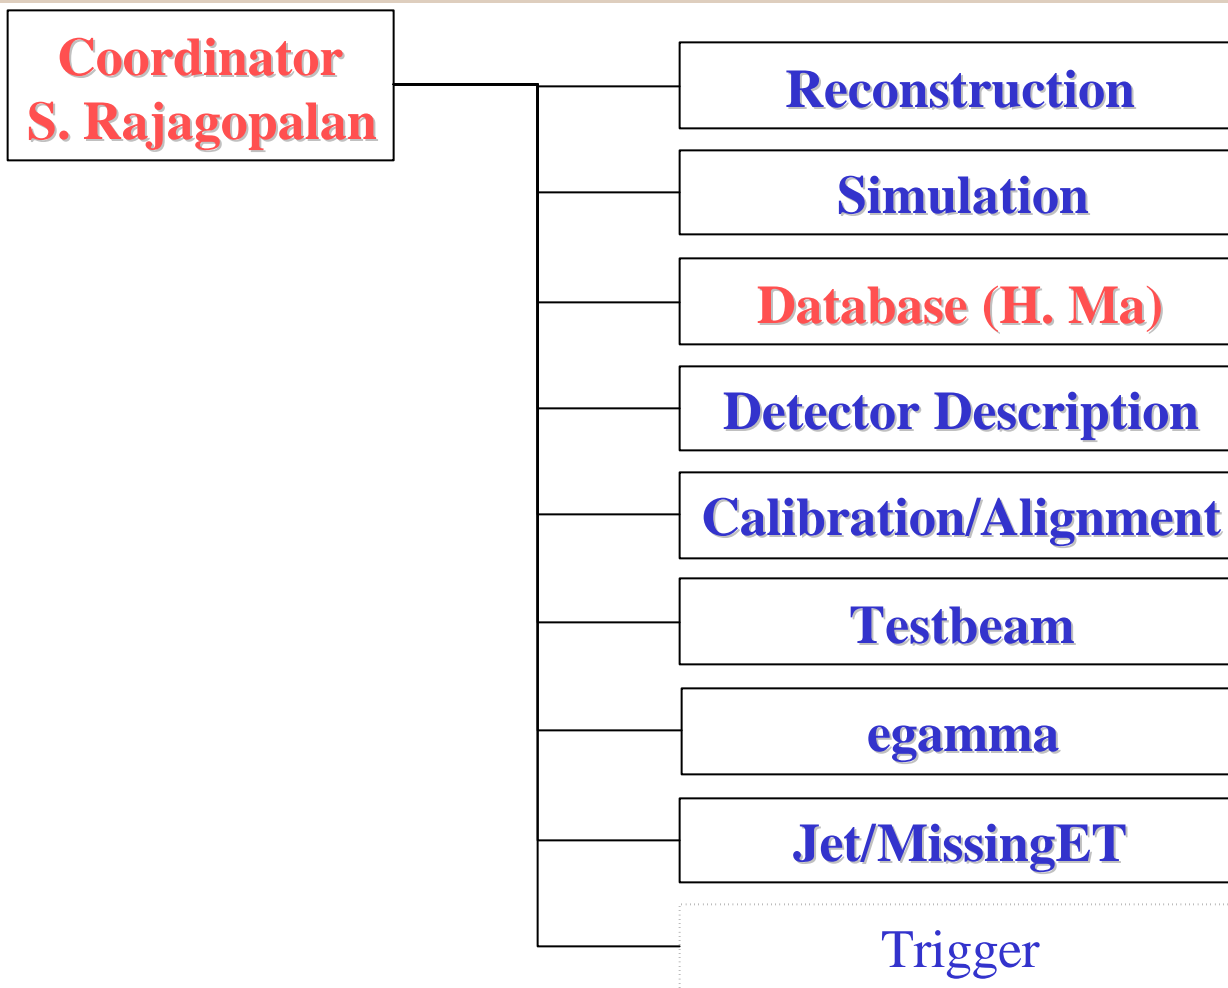 Coordinator
S. Rajagopalan
Reconstruction
Simulation
Database (H. Ma)
Detector Description
Calibration/Alignment
Testbeam
egamma
Jet/MissingET
Trigger